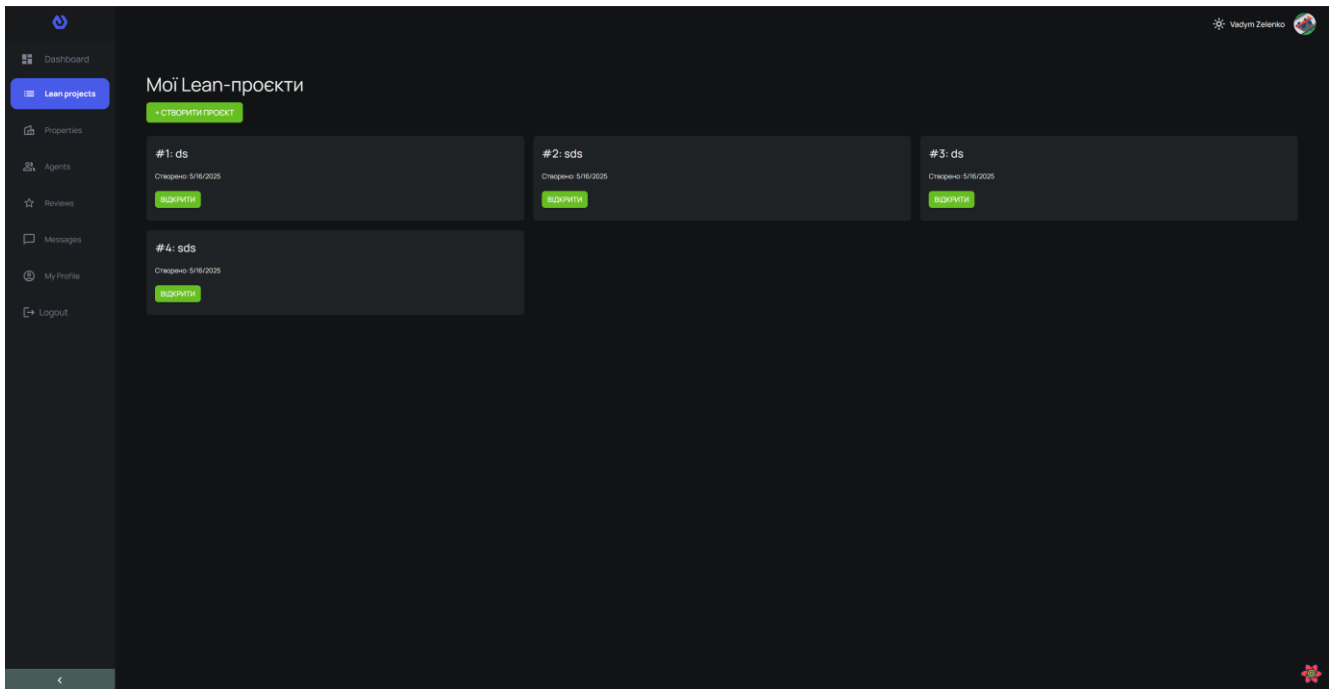 Vadym Zelenko
Dashboard
Lean projects
Properties
Agents
Reviews
Messages
My Profile
Logout
Мої Lean-проєкти
+ СТВОРИТИ ПРОЄКТ
#1: ds
Створено: 5/16/2025
ВІДКРИТИ
#2: sds
Створено: 5/16/2025
ВІДКРИТИ
#3: ds
Створено: 5/16/2025
ВІДКРИТИ
#4: sds
Створено: 5/16/2025
ВІДКРИТИ